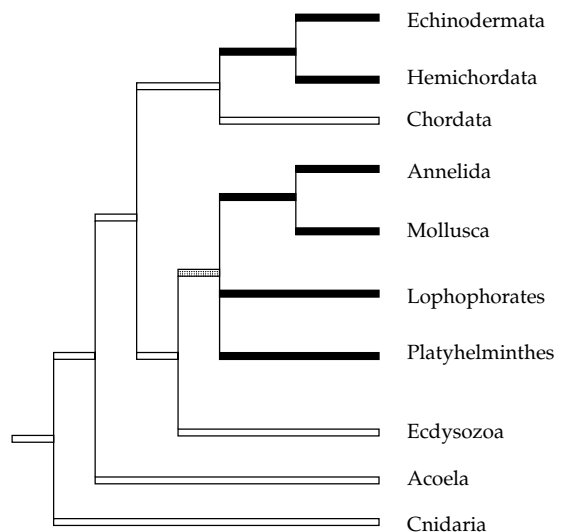 Echinodermata
Hemichordata
Chordata
Annelida
Mollusca
Lophophorates
Platyhelminthes
Ecdysozoa
Acoela
Cnidaria